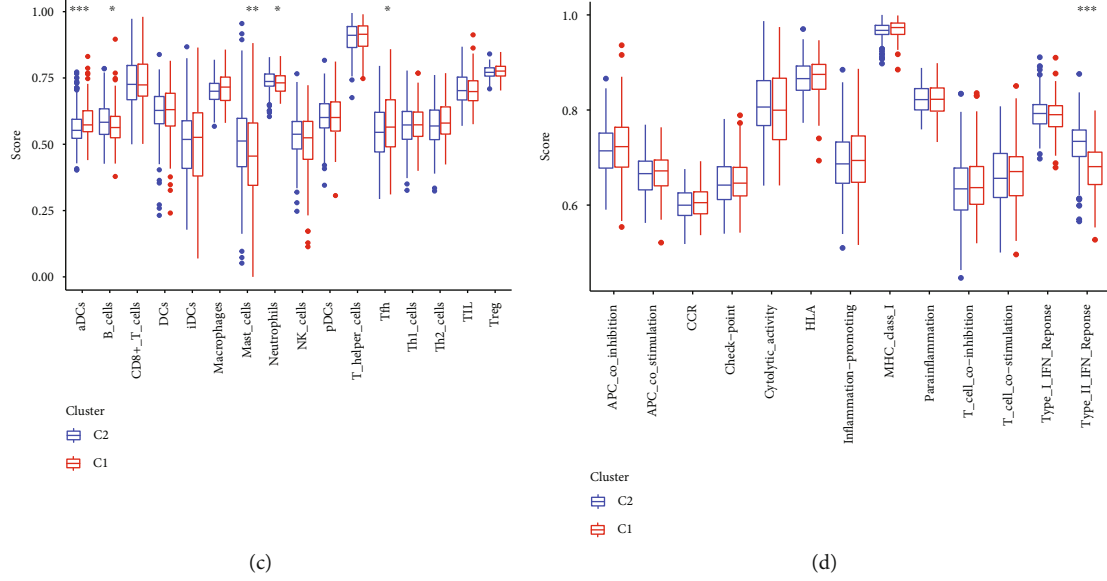 ***
*
**
*
*
1.00
0.75
0.50
0.25
0.00
Score
aDCs
B_cells
CD8+_T_cells
DCs
iDCs
Macrophages
Mast_cells
Neutrophils
NK_cells
pDCs
T_helper_cells
Tfh
Th1_cells
Th2_cells
TIL
Treg
Cluster
C2
C1
(c)
***
1.0
0.8
0.6
Score
APC_co_inhibition
APC_co_stimulation
CCR
Check-point
Cytolytic_activity
HLA
Inflammation-promoting
MHC_class_I
Parainflammation
T_cell_co-inhibition
T_cell_co-stimulation
Type_I_IFN_Reponse
Type_II_IFN_Reponse
Cluster
C2
C1
(d)